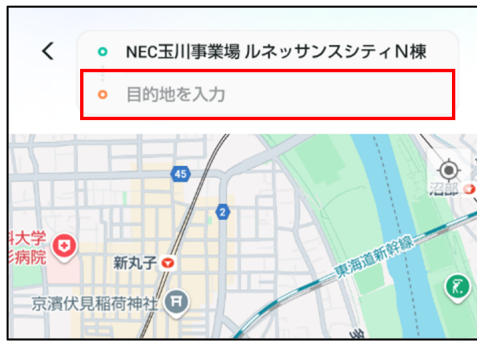 NEC玉川事業場 ルネッサンスシティN棟
目的地を入力
45
沼部
2
科大学
病院
新丸子
東海道新幹線
京濱伏見稲荷神社
多